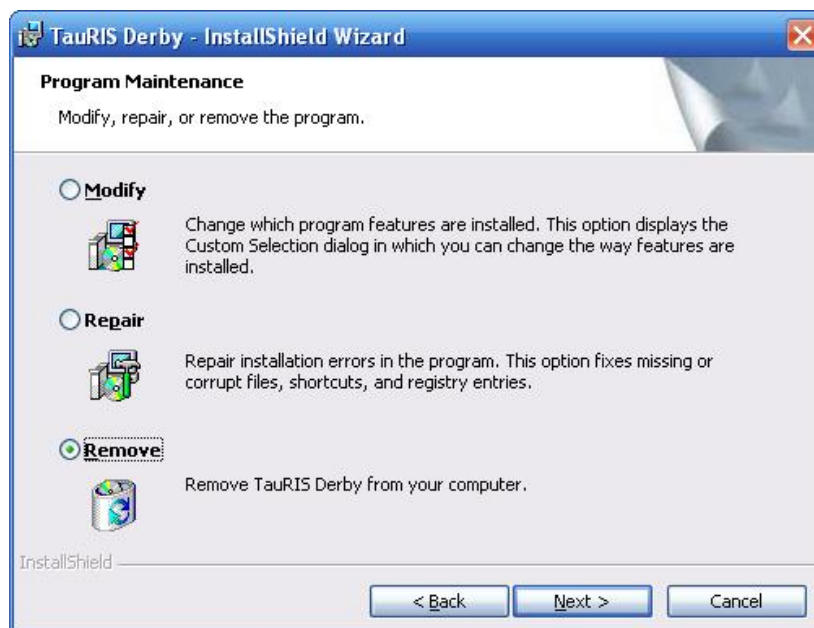 TauRIS Derby - InstallShield Wizard
Program Maintenance
Modify, repair, or remove the program.
Modify
Change which program features are installed. This option displays the
Custom Selection dialog in which you can change the way features are
installed.
Repair
Repair installation errors in the program. This option fixes missing or
corrupt files, shortcuts, and registry entries.
Remove
Remove TauRIS Derby from your computer.
InstallShield
< Back
Next >
Cancel